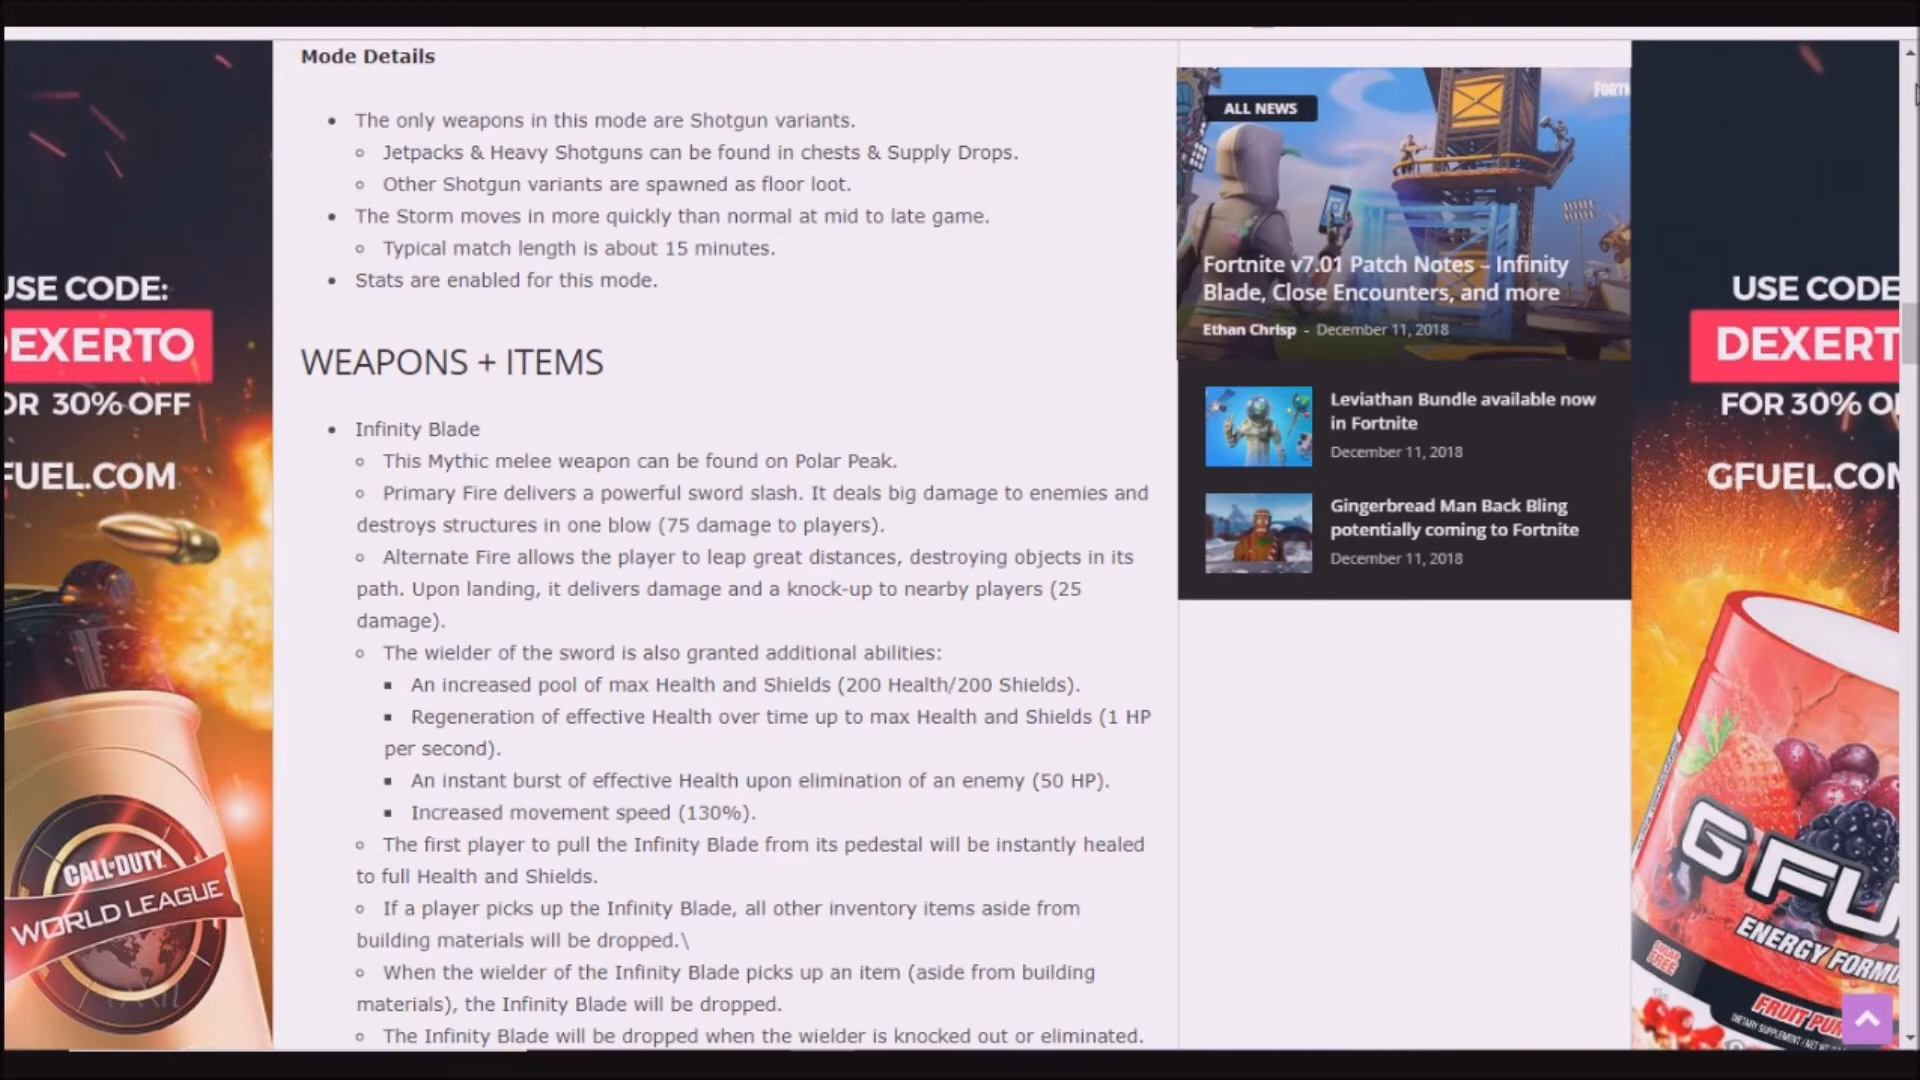 Mode Details
The only weapons in this mode are Shotgun variants.
Jetpacks & Heavy Shotguns can be found in chests & Supply Drops.
Other Shotgun variants are spawned as floor loot.
The Storm moves in more quickly than normal at mid to late game.
Typical match length is about 15 minutes.
Stats are enabled for this mode.
WEAPONS + ITEMS
Infinity Blade
This Mythic melee weapon can be found on Polar Peak.
Primary Fire delivers a powerful sword slash. It deals big damage to enemies and
destroys structures in one blow (75 damage to players).
Alternate Fire allows the player to leap great distances, destroying objects in its
path. Upon landing, it delivers damage and a knock-up to nearby players (25
damage).
The wielder of the sword is also granted additional abilities:
An increased pool of max Health and Shields (200 Health/200 Shields).
Regeneration of effective Health over time up to max Health and Shields (1 HP
per second).
An instant burst of effective Health upon elimination of an enemy (50 HP).
Increased movement speed (130%).
The first player to pull the Infinity Blade from its pedestal will be instantly healed
to full Health and Shields.
If a player picks up the Infinity Blade, all other inventory items aside from
building materials will be dropped.\
When the wielder of the Infinity Blade picks up an item (aside from building
materials), the Infinity Blade will be dropped.
The Infinity Blade will be dropped when the wielder is knocked out or eliminated.
ALL NEWS
FORTN
Fortnite v7.01 Patch Notes – Infinity
Blade, Close Encounters, and more
Ethan Chrisp - December 11, 2018
Leviathan Bundle available now
in Fortnite
December 11, 2018
Gingerbread Man Back Bling
potentially coming to Fortnite
December 11, 2018
USE CODE:
DEXERTO
OR 30% OFF
FUEL.COM
CALL OF DUTY
WORLD LEAGUE
USE CODE
DEXERT
FOR 30% O
GFUEL.COM
G FU
ENERGY FORMU
SUGAR
FREE
FRUIT PUN